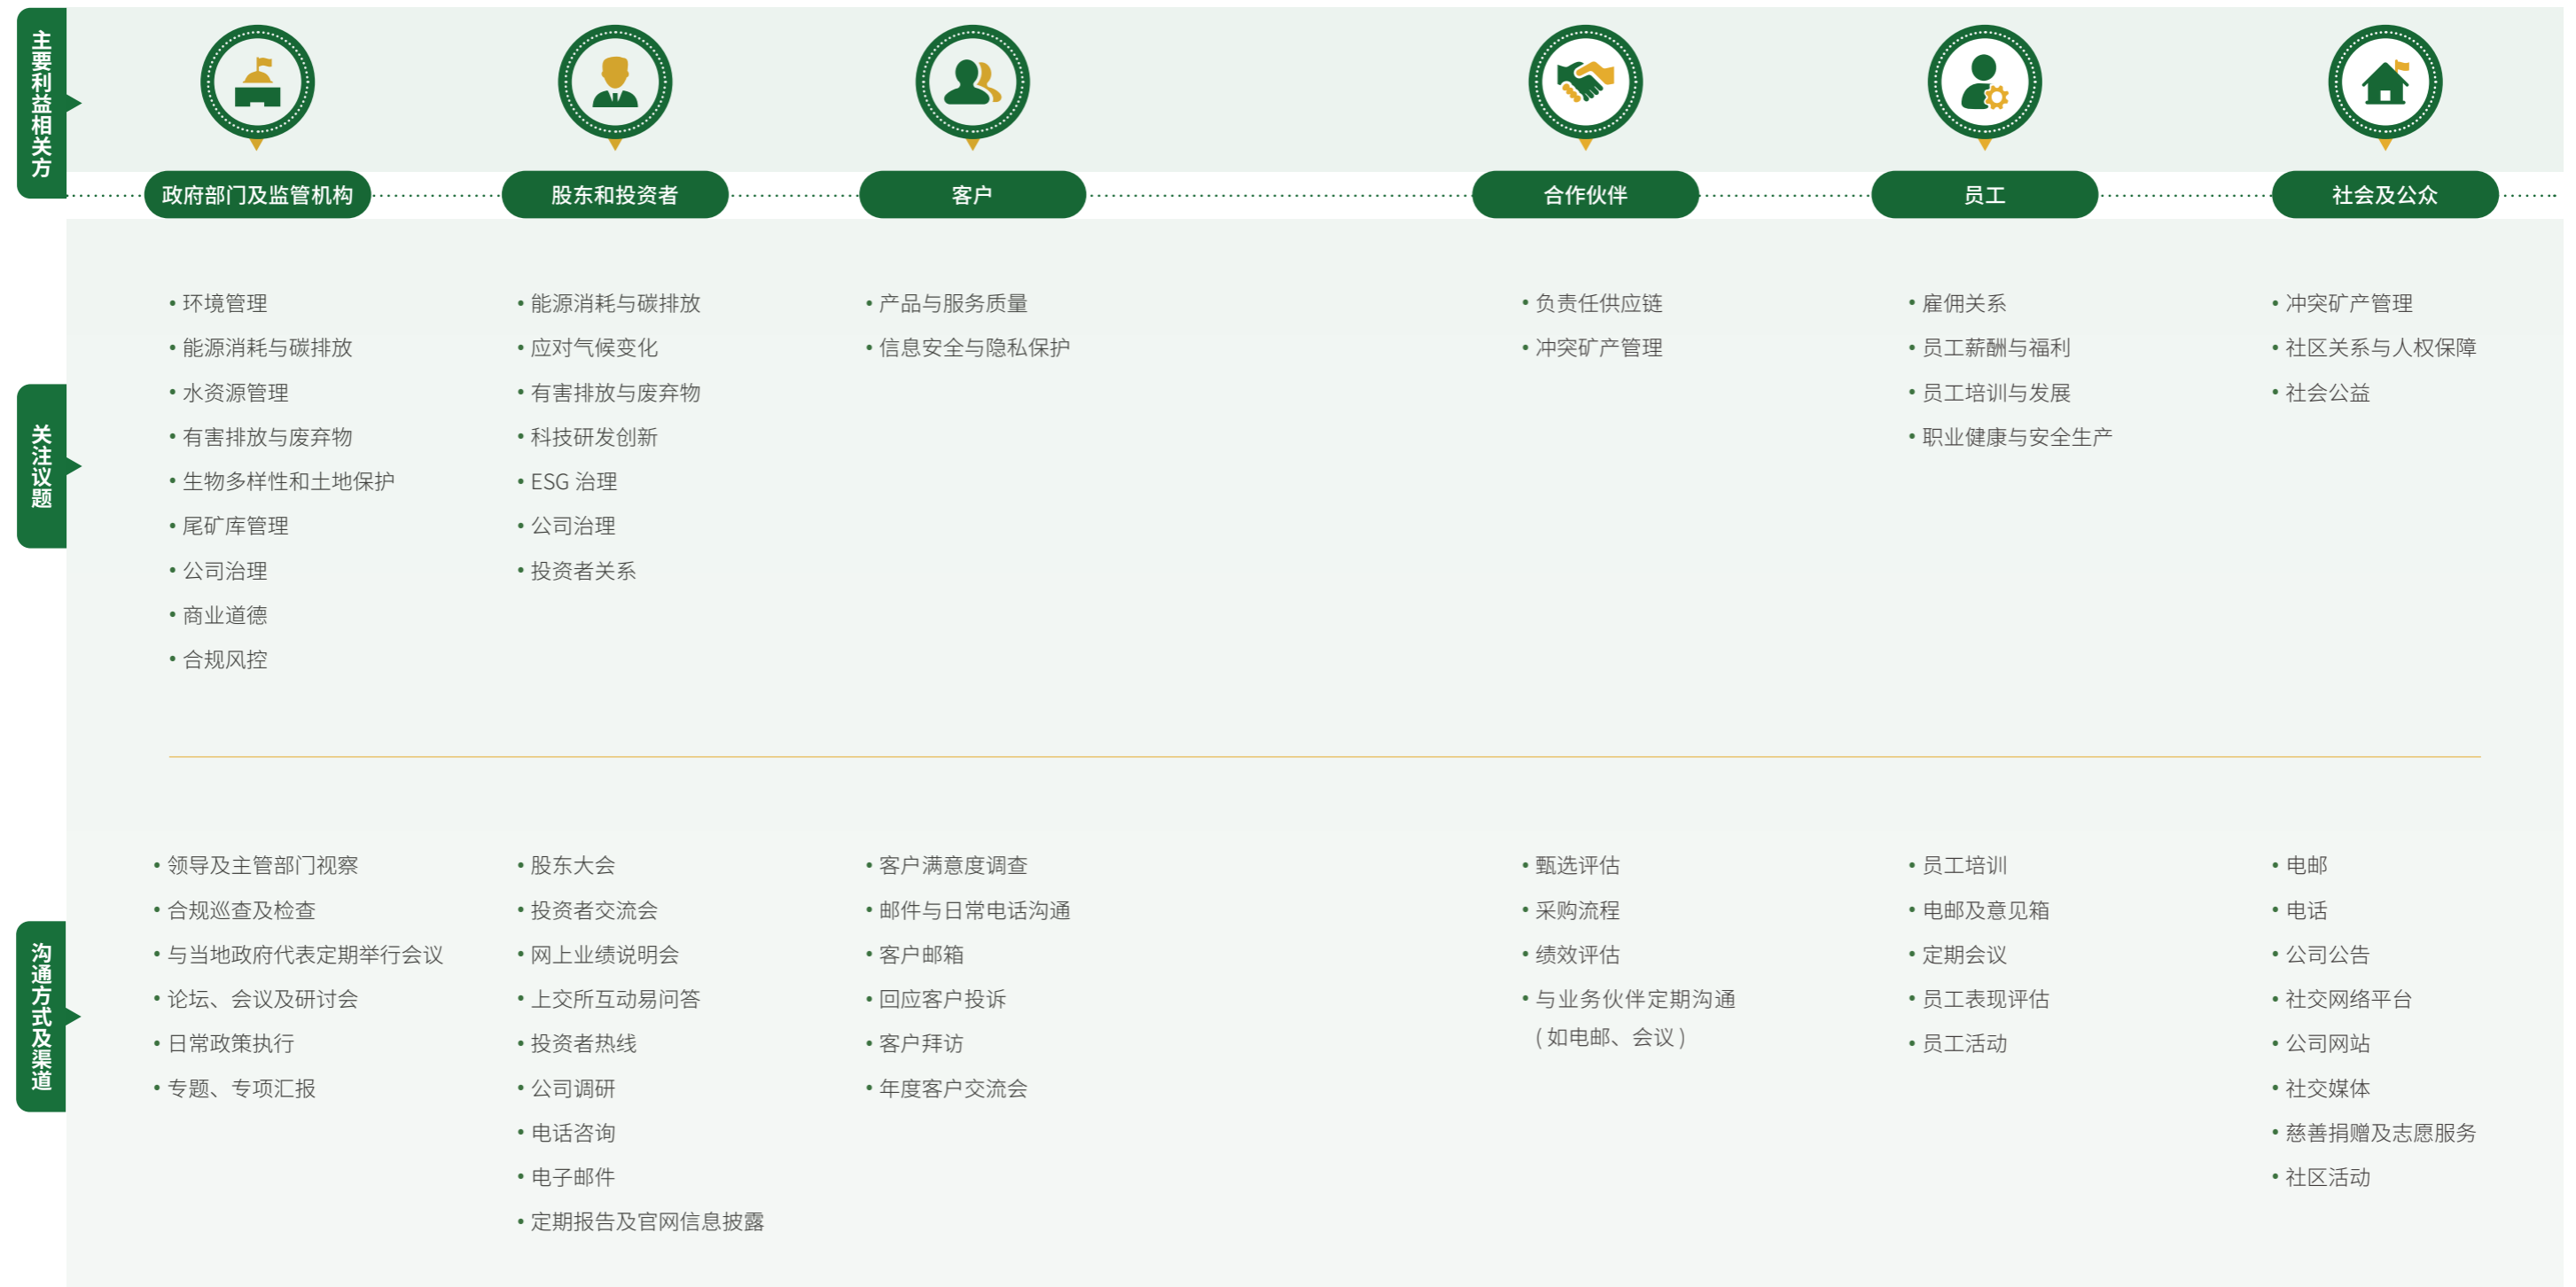 主要利益相关方
政府部门及监管机构
股东和投资者
客户
合作伙伴
员工
社会及公众
关注议题
• 环境管理
• 能源消耗与碳排放
• 水资源管理
• 有害排放与废弃物
• 生物多样性和土地保护
• 尾矿库管理
• 公司治理
• 商业道德
• 合规风控
• 能源消耗与碳排放
• 应对气候变化
• 有害排放与废弃物
• 科技研发创新
• ESG 治理
• 公司治理
• 投资者关系
• 产品与服务质量
• 信息安全与隐私保护
• 负责任供应链
• 冲突矿产管理
• 雇佣关系
• 员工薪酬与福利
• 员工培训与发展
• 职业健康与安全生产
• 冲突矿产管理
• 社区关系与人权保障
• 社会公益
沟通方式及渠道
• 领导及主管部门视察
• 合规巡查及检查
• 与当地政府代表定期举行会议
• 论坛、会议及研讨会
• 日常政策执行
• 专题、专项汇报
• 股东大会
• 投资者交流会
• 网上业绩说明会
• 上交所互动易问答
• 投资者热线
• 公司调研
• 电话咨询
• 电子邮件
• 定期报告及官网信息披露
• 客户满意度调查
• 邮件与日常电话沟通
• 客户邮箱
• 回应客户投诉
• 客户拜访
• 年度客户交流会
• 甄选评估
• 采购流程
• 绩效评估
• 与业务伙伴定期沟通
( 如电邮、会议 )
• 员工培训
• 电邮及意见箱
• 定期会议
• 员工表现评估
• 员工活动
• 电邮
• 电话
• 公司公告
• 社交网络平台
• 公司网站
• 社交媒体
• 慈善捐赠及志愿服务
• 社区活动